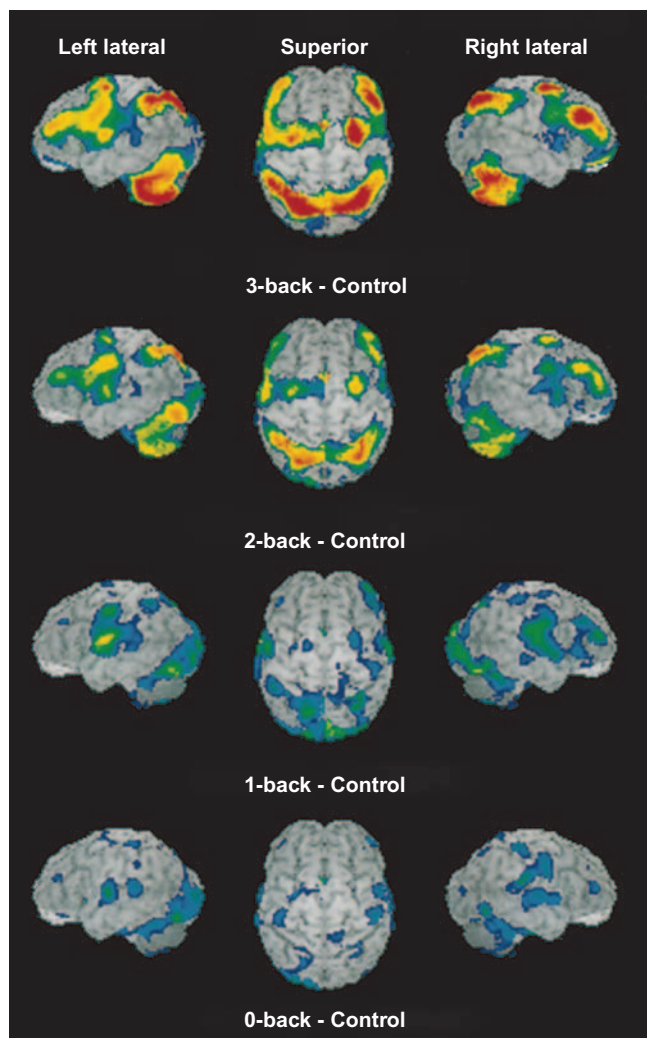 Left lateral Superior Right lateral
3-back - Control
2-back - Control
1-back - Control
0-back - Control